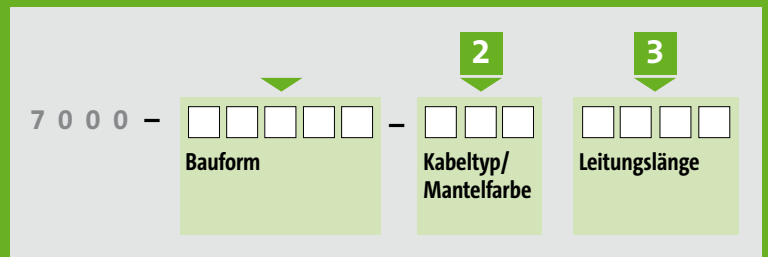 2
3
7 0 0 0 – –
Bauform
Kabeltyp/
Mantelfarbe
Leitungslänge